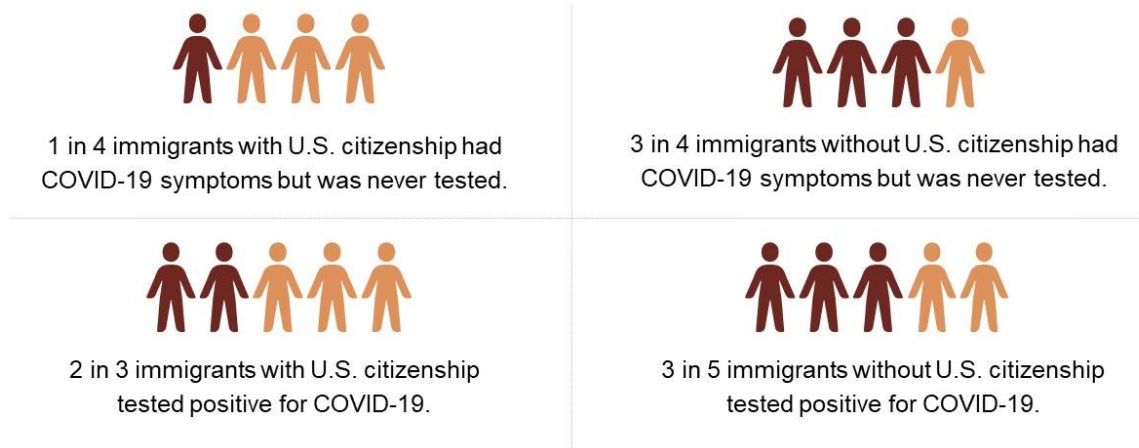 1 in 4 immigrants with U.S. citizenship had
COVID-19 symptoms but was never tested.
3 in 4 immigrants without U.S. citizenship had
COVID-19 symptoms but was never tested.
2 in 3 immigrants with U.S. citizenship
tested positive for COVID-19.
3 in 5 immigrants without U.S. citizenship
tested positive for COVID-19.